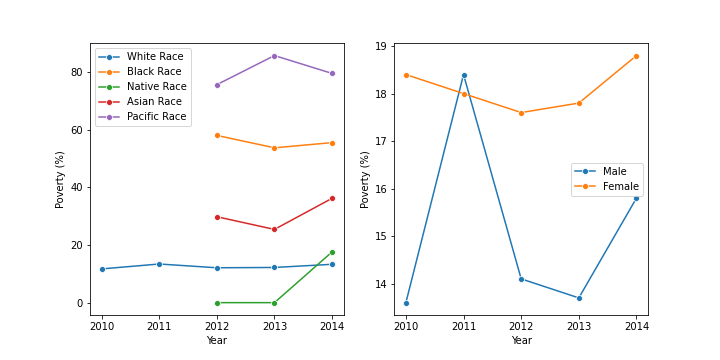 White Race
Black Race
Native Race
Asian Race
Pacific Race
80
60
40
20
0
Poverty (%)
2010 2011 2012 2013 2014
Year
19
18
17
16
15
14
Poverty (%)
Male
Female
2010 2011 2012 2013 2014
Year